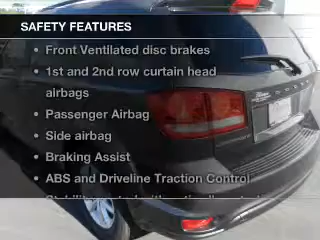 SAFETY FEATURES
• Front Ventilated disc brakes
• 1st and 2nd row curtain head
airbags
• Passenger Airbag
• Side airbag
• Braking Assist
• ABS and Driveline Traction Control
DODGE